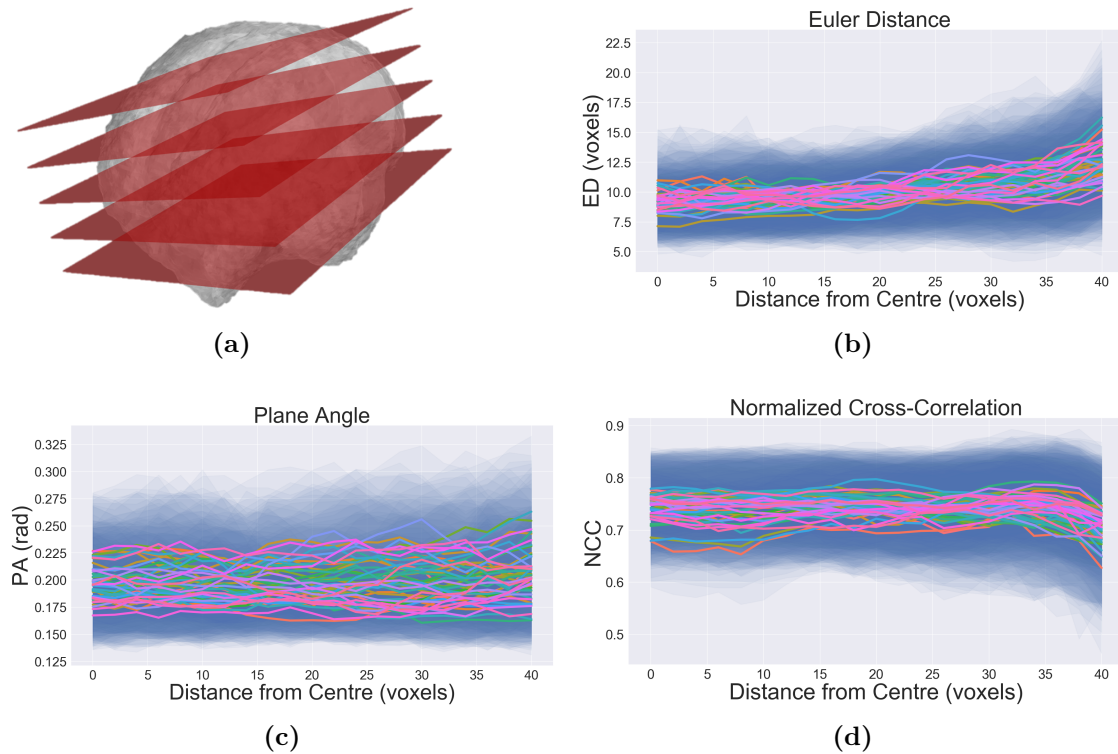 Euler Distance
ED (voxels)
22.5
20.0
17.5
15.0
12.5
10.0
7.5
5.0
0 5 10 15 20 25 30 35 40
Distance from Centre (voxels)
(a)
(b)
Plane Angle
PA (rad)
0.325
0.300
0.275
0.250
0.225
0.200
0.175
0.150
0.125
0 5 10 15 20 25 30 35 40
Distance from Centre (voxels)
(c)
Normalized Cross-Correlation
NCC
0.9
0.8
0.7
0.6
0.5
0 5 10 15 20 25 30 35 40
Distance from Centre (voxels)
(d)